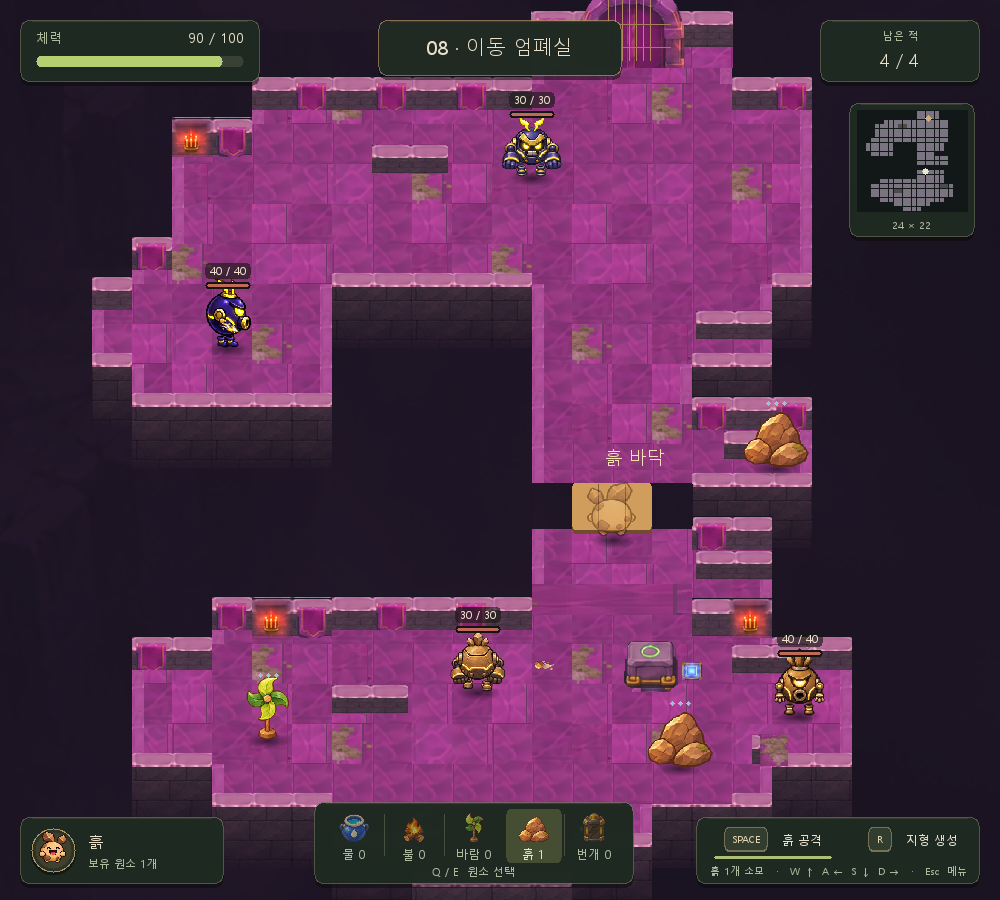 체력 90 / 100
08 · 이동 엄폐실
남은 적
4 / 4
24 × 22
30 / 30
40 / 40
흙 바닥
30 / 30
40 / 40
흙
보유 원소 1개
물 0 불 0 바람 0 흙 1 번개 0
Q / E 원소 선택
SPACE 흙 공격 R 지형 생성
흙 1개 소모 · W ↑ A ← S ↓ D → · Esc 메뉴